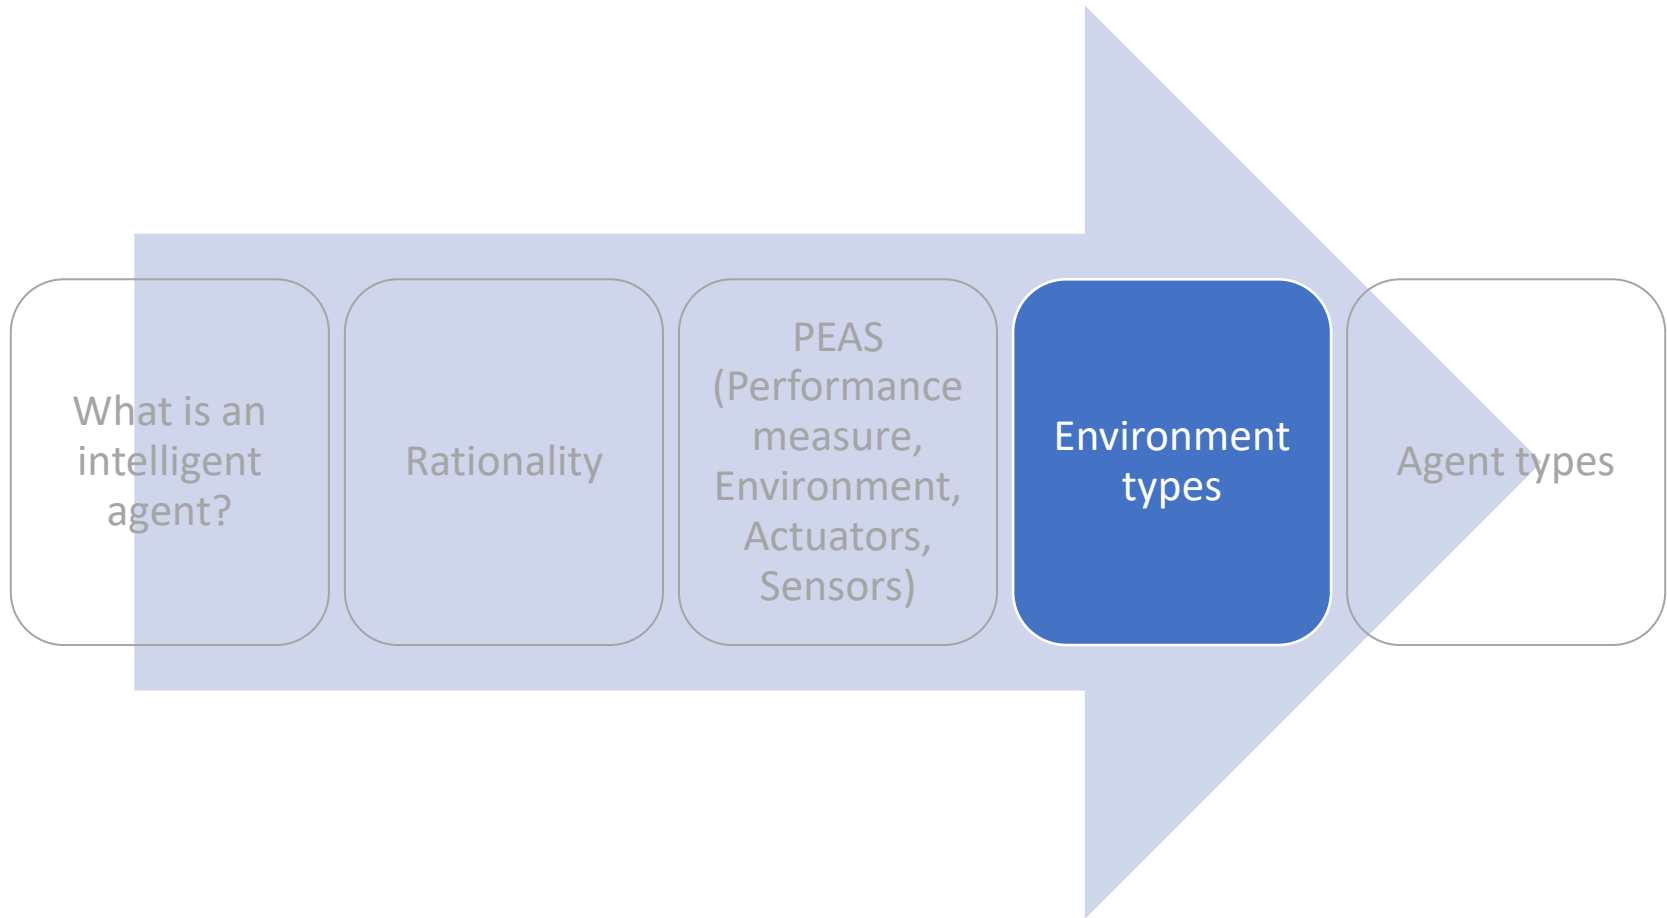 What is an
intelligent
agent?
Rationality
PEAS
(Performance
measure,
Environment,
Actuators,
Sensors)
Environment
types
Agent types